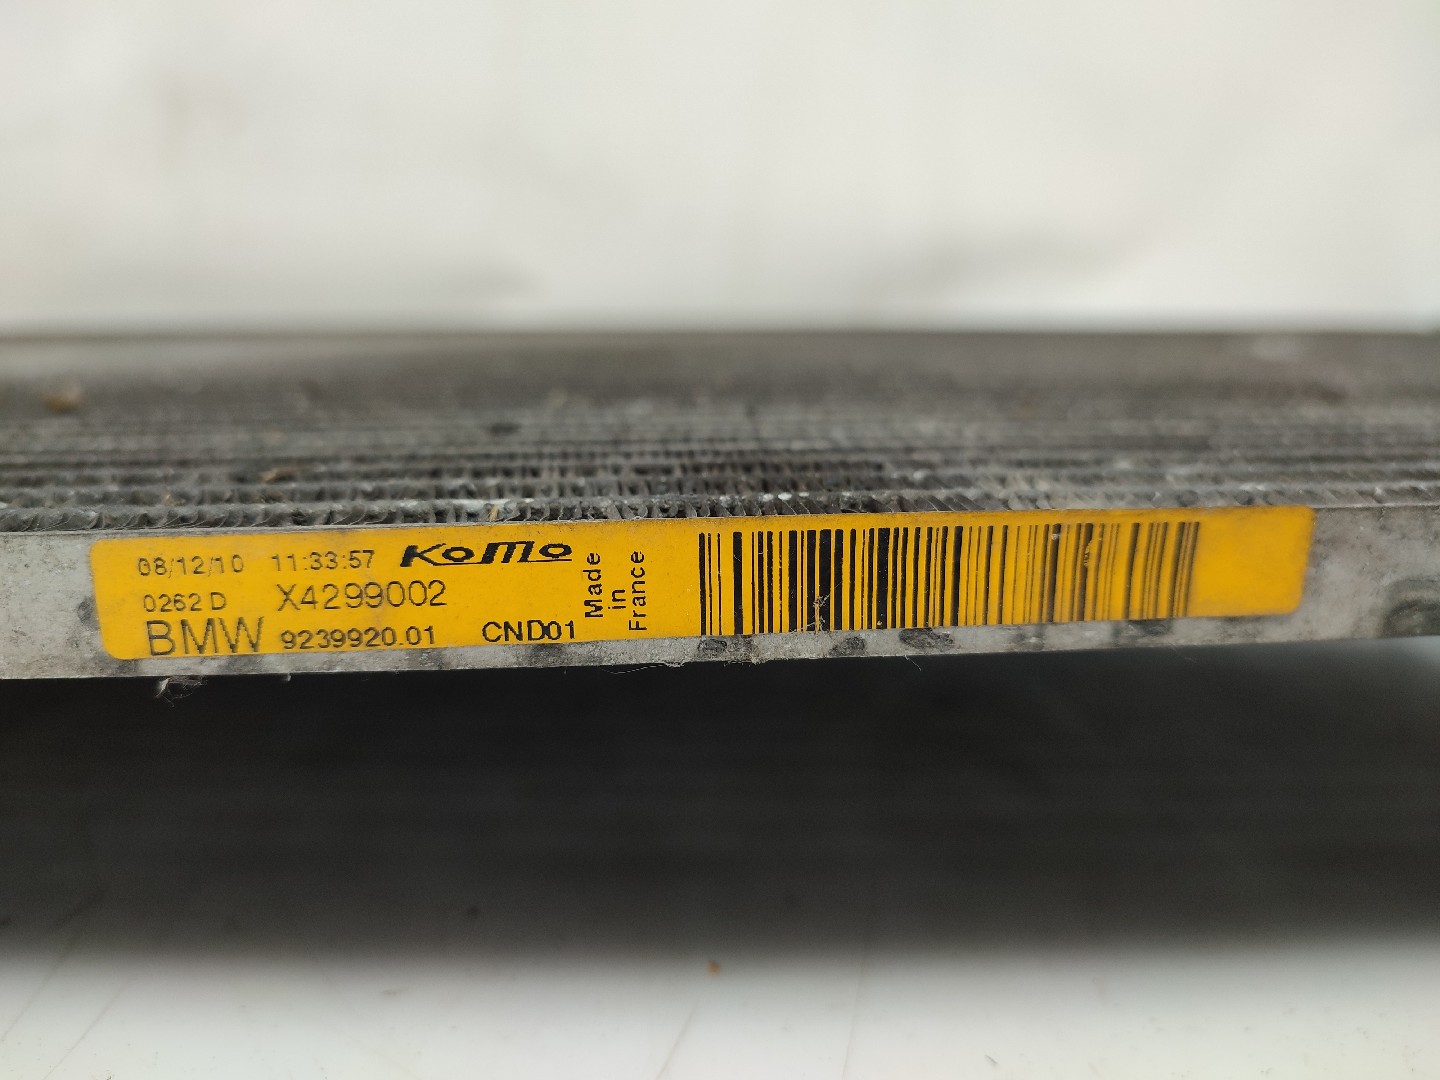 08/12/10 11:33:57 KoMo
0262 D X4299002
BMW 9239920.01 CND01
Made
in
France